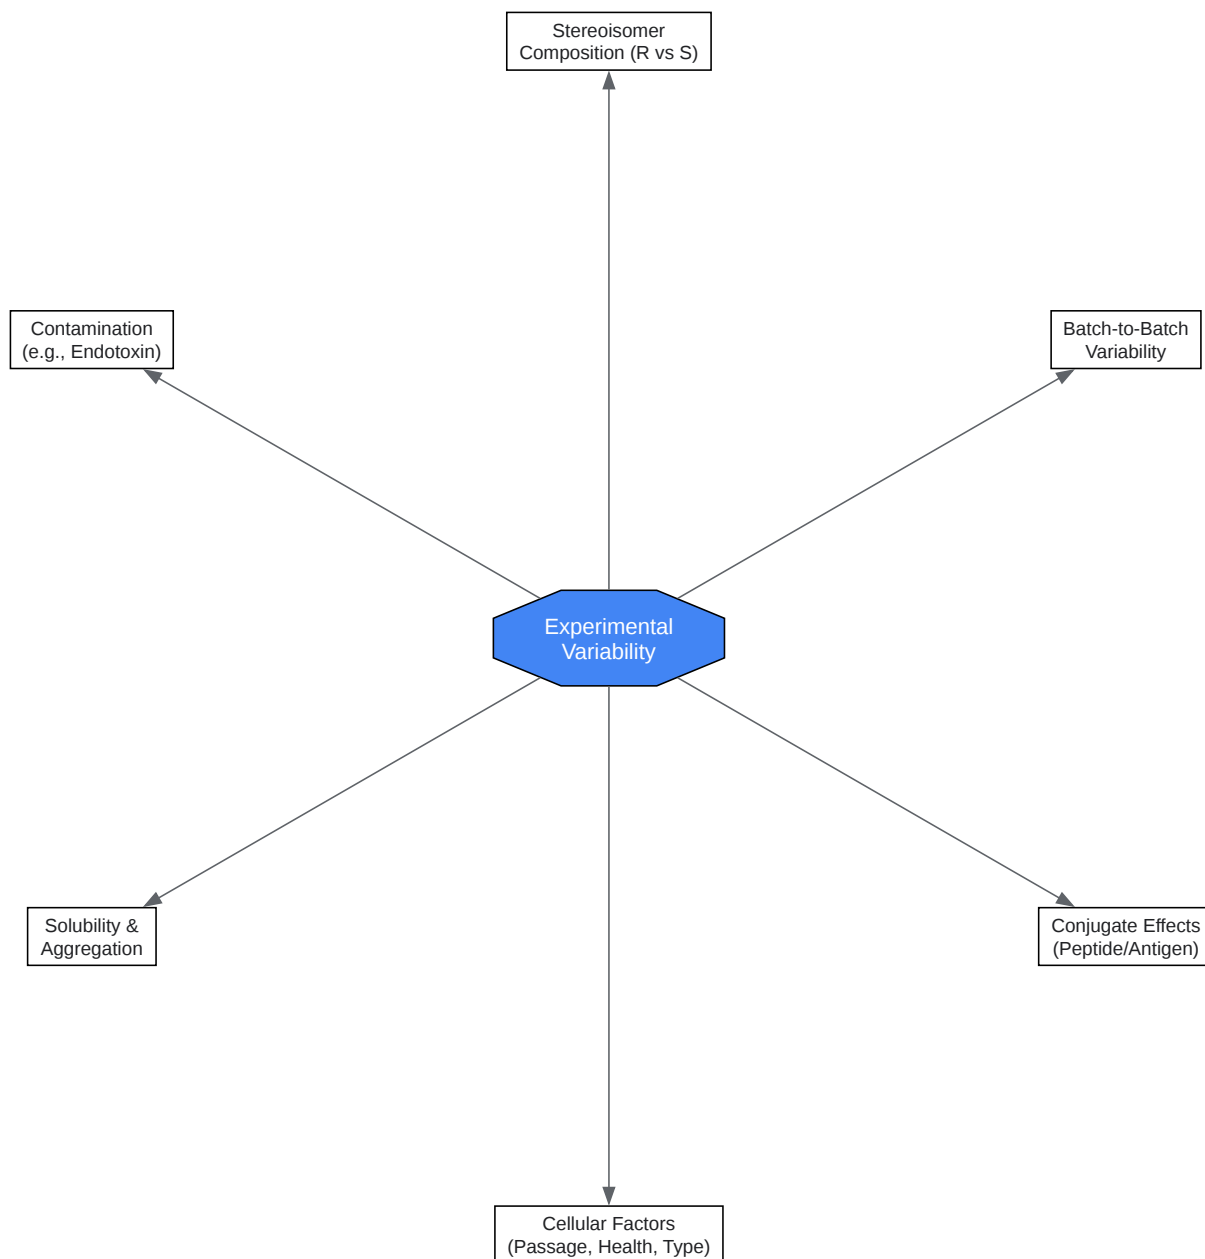 Stereoisomer
Composition (R vs S)
Contamination
(e.g., Endotoxin)
Batch-to-Batch
Variability
Experimental
Variability
Solubility &
Aggregation
Conjugate Effects
(Peptide/Antigen)
Cellular Factors
(Passage, Health, Type)